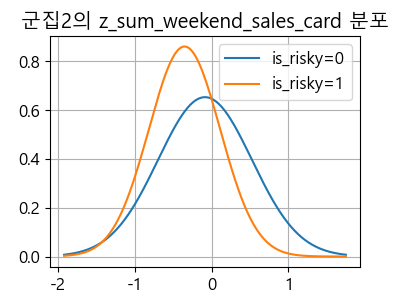 군집2의 z_sum_weekend_sales_card 분포
is_risky=0
is_risky=1
0.8
0.6
0.4
0.2
0.0
-2 -1 0 1